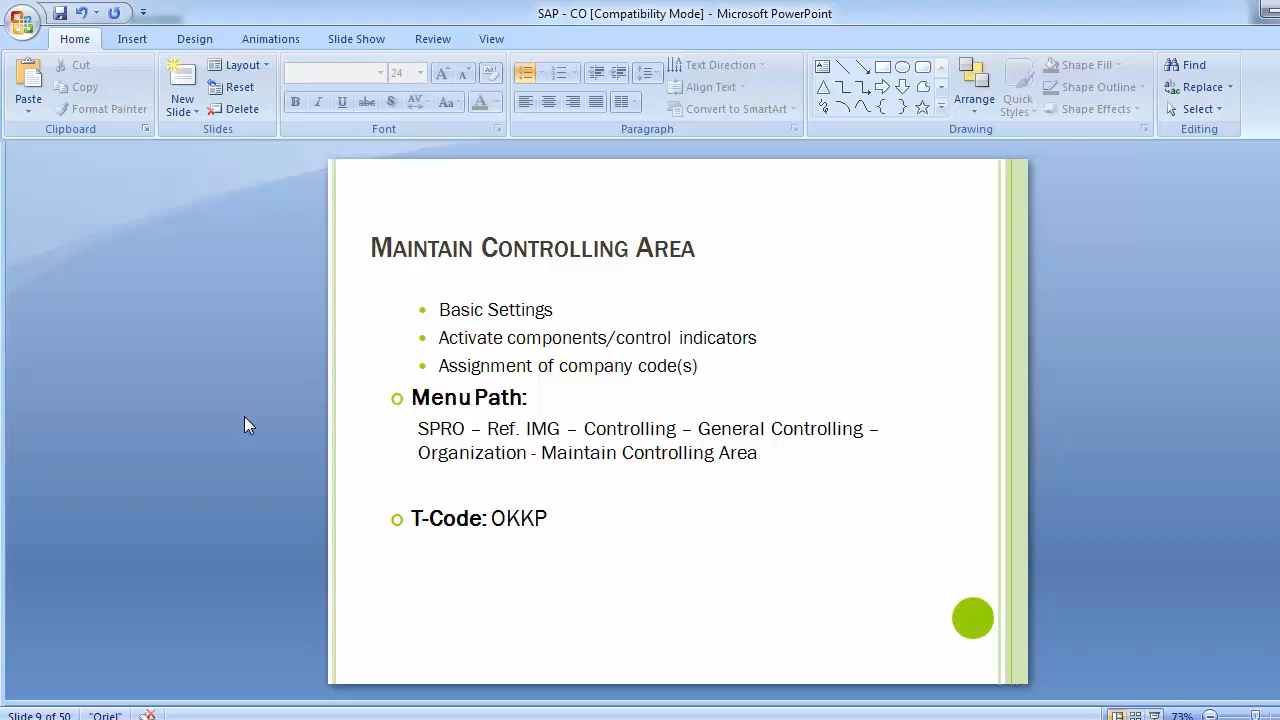 SAP - CO [Compatibility Mode] - Microsoft PowerPoint
Home Insert Design Animations Slide Show Review View
Paste
Cut
Copy
Format Painter
Clipboard
New Slide
Layout
Reset
Delete
Slides
24
B I U abc S AV Aa A
Font
Text Direction
Align Text
Convert to SmartArt
Paragraph
Arrange
Quick Styles
Shape Fill
Shape Outline
Shape Effects
Drawing
Find
Replace
Select
Editing
MAINTAIN CONTROLLING AREA
• Basic Settings
• Activate components/control indicators
• Assignment of company code(s)
Menu Path:
SPRO – Ref. IMG – Controlling – General Controlling –
Organization - Maintain Controlling Area
T-Code: OKKP
Slide 9 of 50 "Oriel" 73%